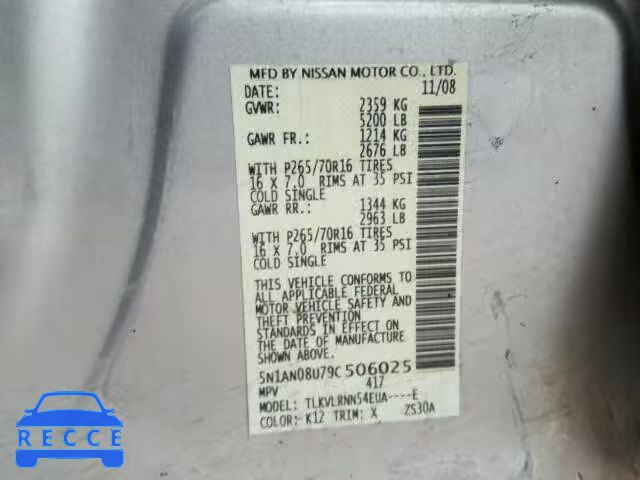 MFD BY NISSAN MOTOR CO., LTD.
DATE: 11/08
GVWR: 2359 KG
5200 LB
GAWR FR.: 1214 KG
2676 LB
WITH P265/70R16 TIRES
16 X 7.0 RIMS AT 35 PSI
COLD SINGLE
GAWR RR.: 1344 KG
2963 LB
WITH P265/70R16 TIRES
16 X 7.0 RIMS AT 35 PSI
COLD SINGLE
THIS VEHICLE CONFORMS TO
ALL APPLICABLE FEDERAL
MOTOR VEHICLE SAFETY AND
THEFT PREVENTION
STANDARDS IN EFFECT ON
THE DATE OF MANUFACTURE
SHOWN ABOVE.
5N1AN08U79C506025
MPV 417
MODEL: TLKVLRNN54EUA----E
COLOR: K12 TRIM: X ZS30A